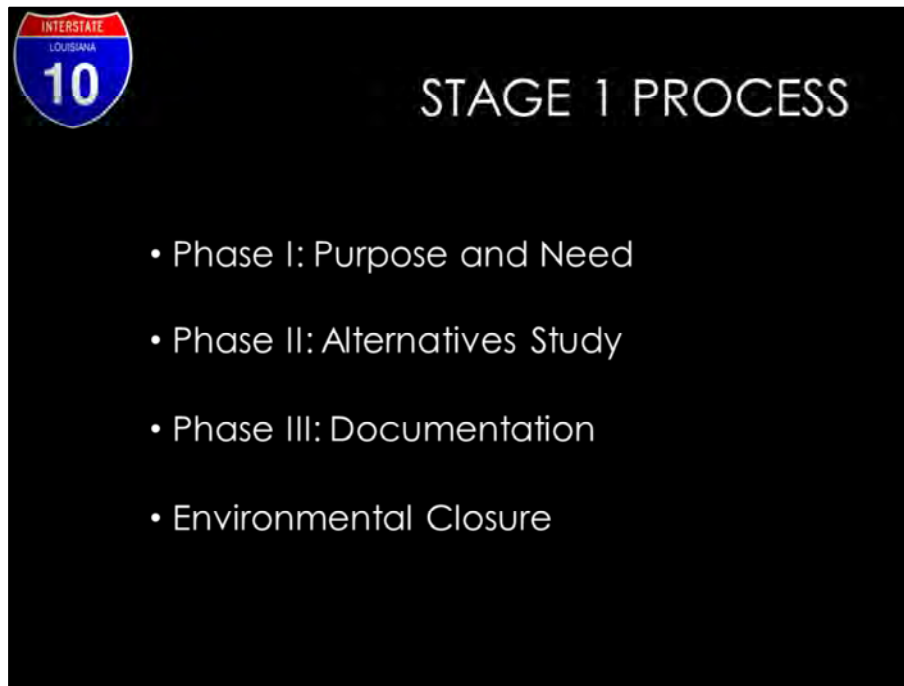 INTERSTATE
LOUISIANA
10
STAGE 1 PROCESS
• Phase I: Purpose and Need
• Phase II: Alternatives Study
• Phase III: Documentation
• Environmental Closure